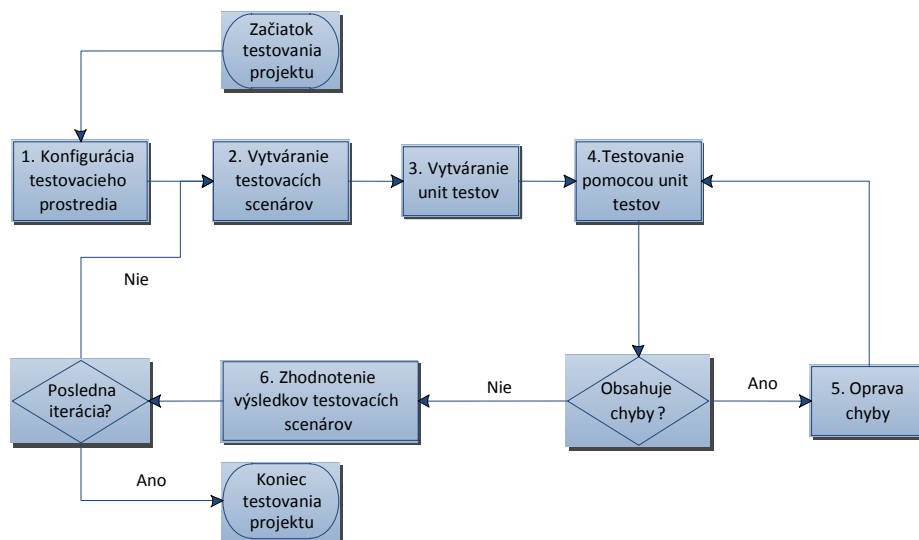 Začiatok
testovania
projektu
1. Konfigurácia
testovacieho
prostredia
2. Vytváranie
testovacích
scenárov
3. Vytváranie
unit testov
4.Testovanie
pomocou unit
testov
Nie
Posledna
iterácia?
6. Zhodnotenie
výsledkov testovacích
scenárov
Nie
Obsahuje
chyby ?
Ano
5. Oprava
chyby
Ano
Koniec
testovania
projektu